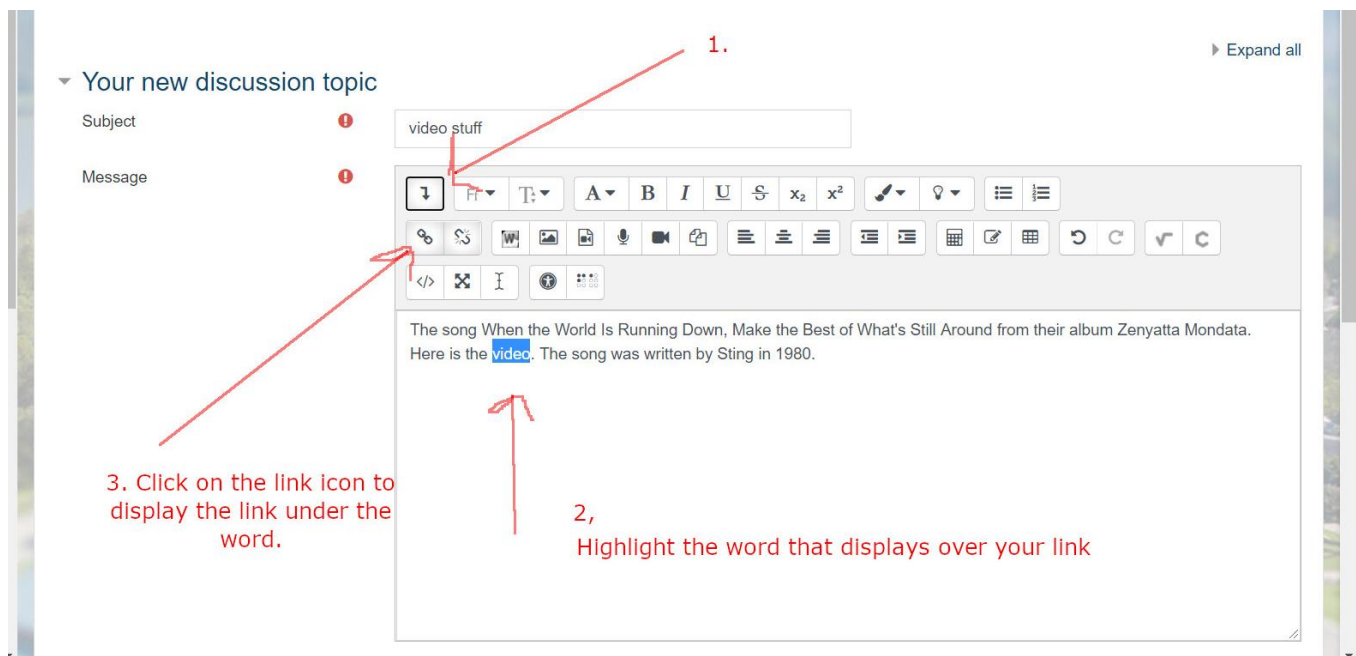 1.
Expand all
Your new discussion topic
Subject
video stuff
Message
A B I U S x₂ x²
W
C
</>
The song When the World Is Running Down, Make the Best of What's Still Around from their album Zenyatta Mondata.
Here is the video. The song was written by Sting in 1980.
3. Click on the link icon to
display the link under the
word.
2,
Highlight the word that displays over your link